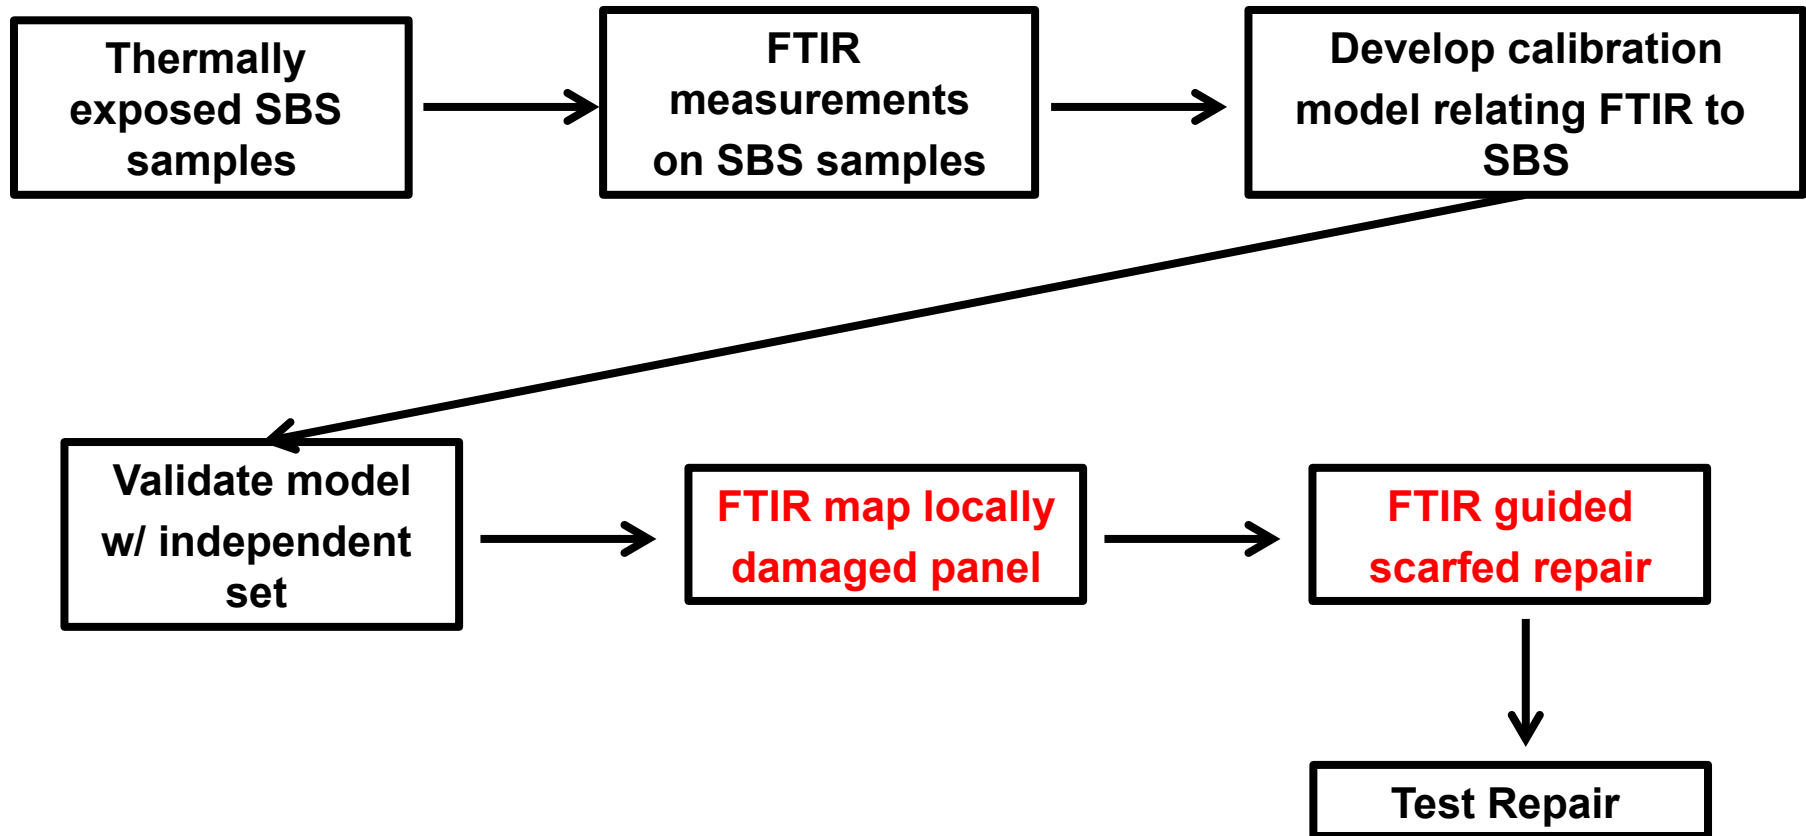 Thermally
exposed SBS
samples
FTIR
measurements
on SBS samples
Develop calibration
model relating FTIR to
SBS
Validate model
w/ independent
set
FTIR map locally
damaged panel
FTIR guided
scarfed repair
Test Repair